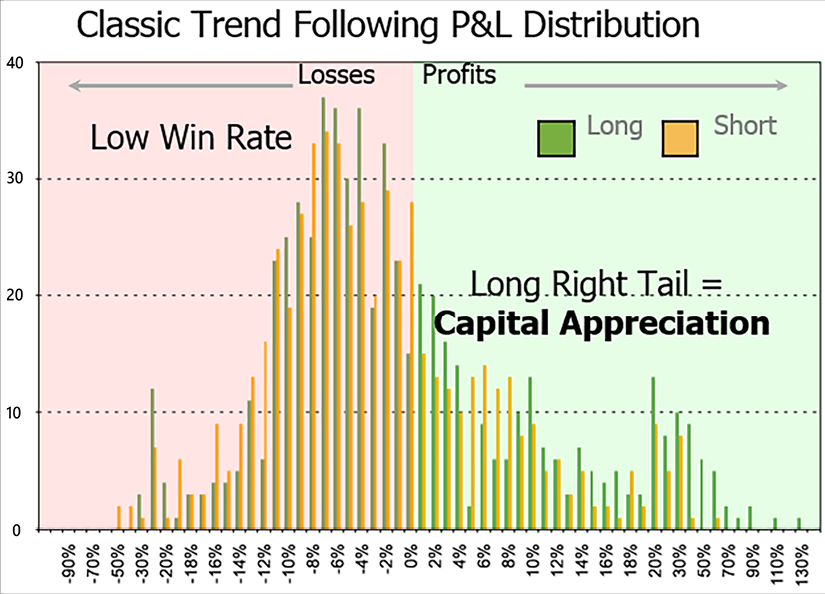 Classic Trend Following P&L Distribution
40
Losses
Profits
Low Win Rate
Long
Short
30
Long Right Tail =
20
Capital Appreciation
10
0
-90% -70% -50% -30% -20% -18% -16% -14% -12% -10% -8% -6% -4% -2% 0% 2% 4% 6% 8% 10% 12% 14% 16% 18% 20% 30% 50% 70% 90% 110% 130%